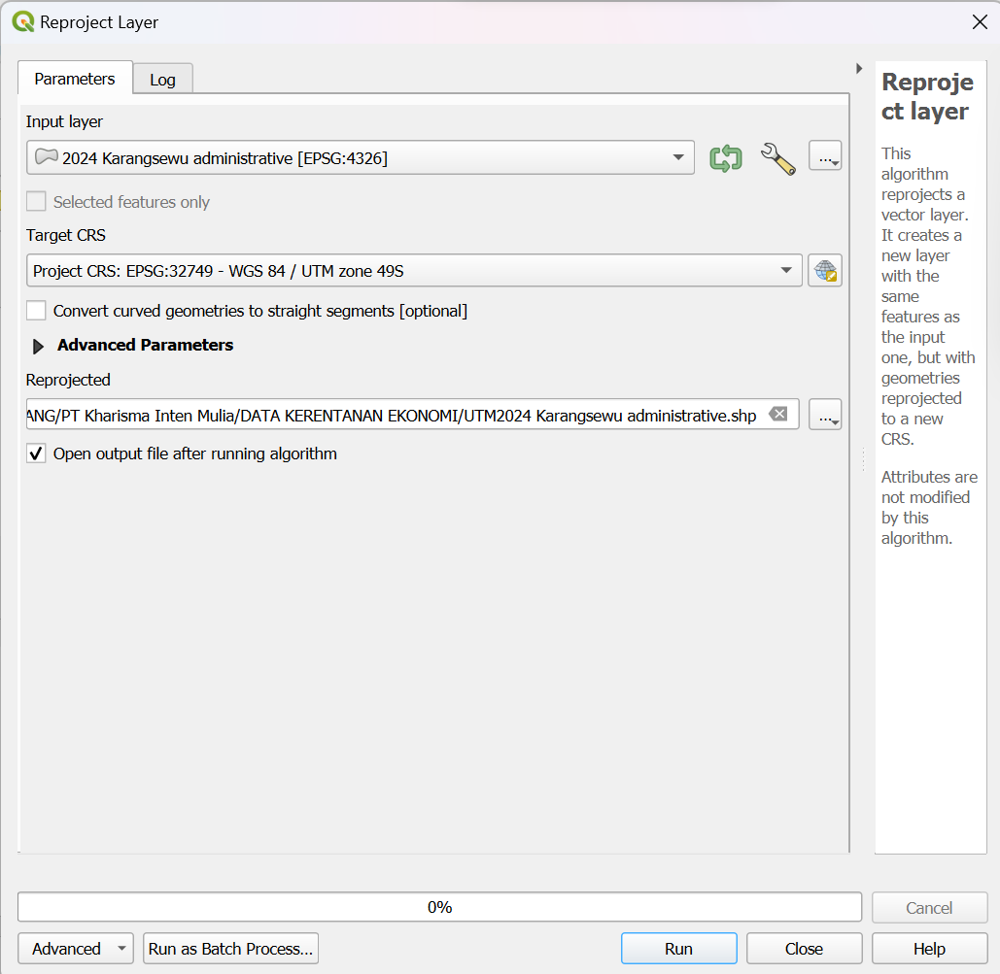 Reproject Layer
Parameters
Log
Input layer
2024 Karangsewu administrative [EPSG:4326]
...
Selected features only
Target CRS
Project CRS: EPSG:32749 - WGS 84 / UTM zone 49S
Convert curved geometries to straight segments [optional]
Advanced Parameters
Reprojected
ANG/PT Kharisma Inten Mulia/DATA KERENTANAN EKONOMI/UTM2024 Karangsewu administrative.shp
...
Open output file after running algorithm
Reproje
ct layer
This
algorithm
reprojects a
vector layer.
It creates a
new layer
with the
same
features as
the input
one, but with
geometries
reprojected
to a new
CRS.
Attributes are
not modified
by this
algorithm.
0%
Cancel
Advanced
Run as Batch Process...
Run
Close
Help